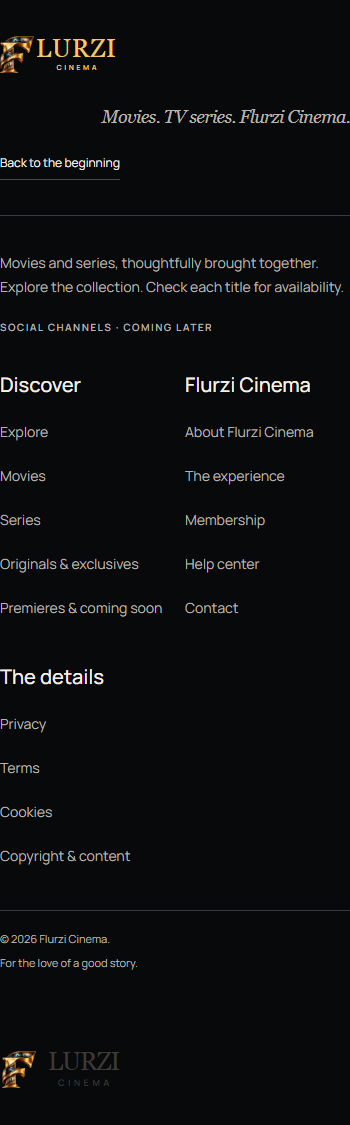 FLURZI
CINEMA
Movies. TV series. Flurzi Cinema.
Back to the beginning
Movies and series, thoughtfully brought together.
Explore the collection. Check each title for availability.
SOCIAL CHANNELS · COMING LATER
Discover
Explore
Movies
Series
Originals & exclusives
Premieres & coming soon
Flurzi Cinema
About Flurzi Cinema
The experience
Membership
Help center
Contact
The details
Privacy
Terms
Cookies
Copyright & content
© 2026 Flurzi Cinema.
For the love of a good story.
FLURZI
CINEMA